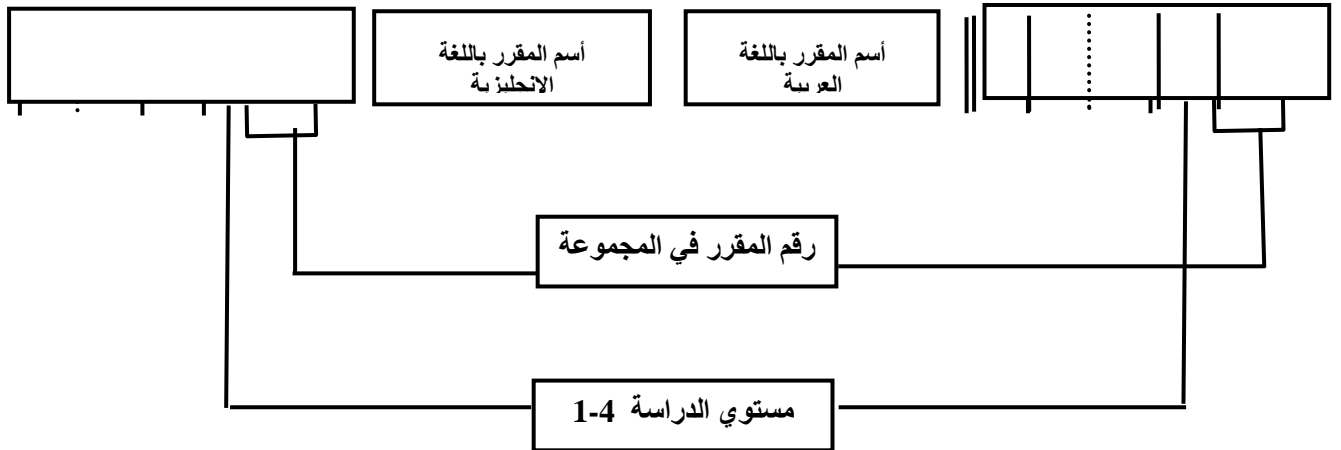 أسم المقرر باللغة
العربية
أسم المقرر باللغة
الانجليزية
رقم المقرر في المجموعة
مستوي الدراسة 4-1